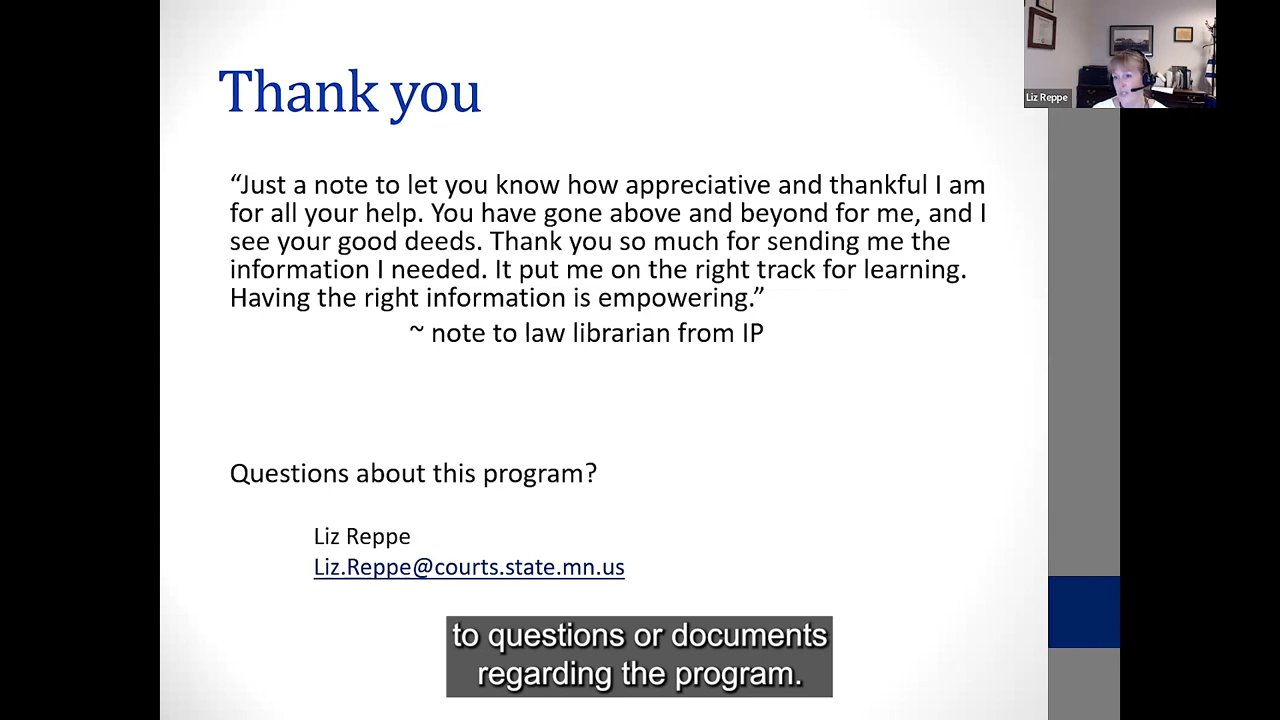 Thank you
Liz Reppe
“Just a note to let you know how appreciative and thankful I am
for all your help. You have gone above and beyond for me, and I
see your good deeds. Thank you so much for sending me the
information I needed. It put me on the right track for learning.
Having the right information is empowering.”
~ note to law librarian from IP
Questions about this program?
Liz Reppe
Liz.Reppe@courts.state.mn.us
to questions or documents
regarding the program.